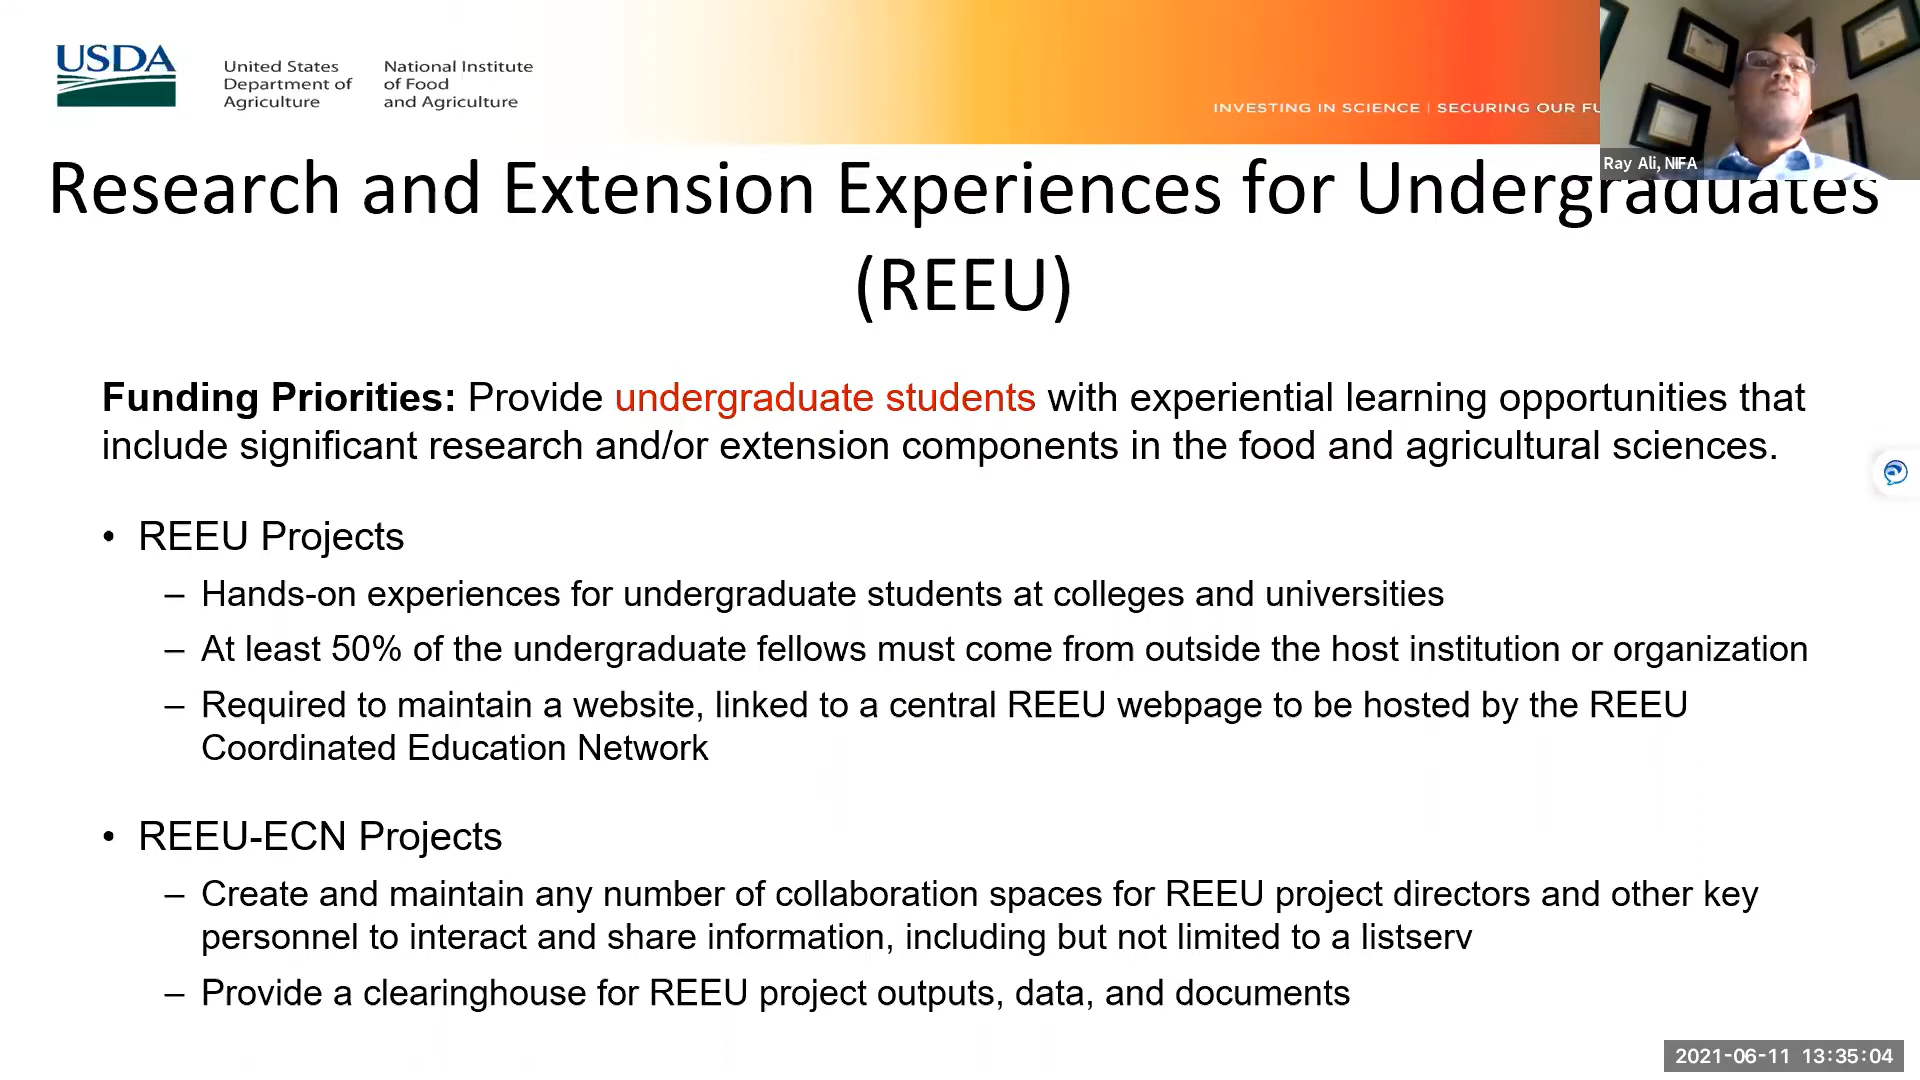 USDA
United States
Department of
Agriculture
National Institute
of Food
and Agriculture
INVESTING IN SCIENCE | SECURING OUR
Ray Ali, NIFA
Research and Extension Experiences for Undergraduates
(REEU)
Funding Priorities: Provide undergraduate students with experiential learning opportunities that
include significant research and/or extension components in the food and agricultural sciences.
• REEU Projects
– Hands-on experiences for undergraduate students at colleges and universities
– At least 50% of the undergraduate fellows must come from outside the host institution or organization
– Required to maintain a website, linked to a central REEU webpage to be hosted by the REEU
Coordinated Education Network
• REEU-ECN Projects
– Create and maintain any number of collaboration spaces for REEU project directors and other key
personnel to interact and share information, including but not limited to a listserv
– Provide a clearinghouse for REEU project outputs, data, and documents
2021-06-11 13:35:04